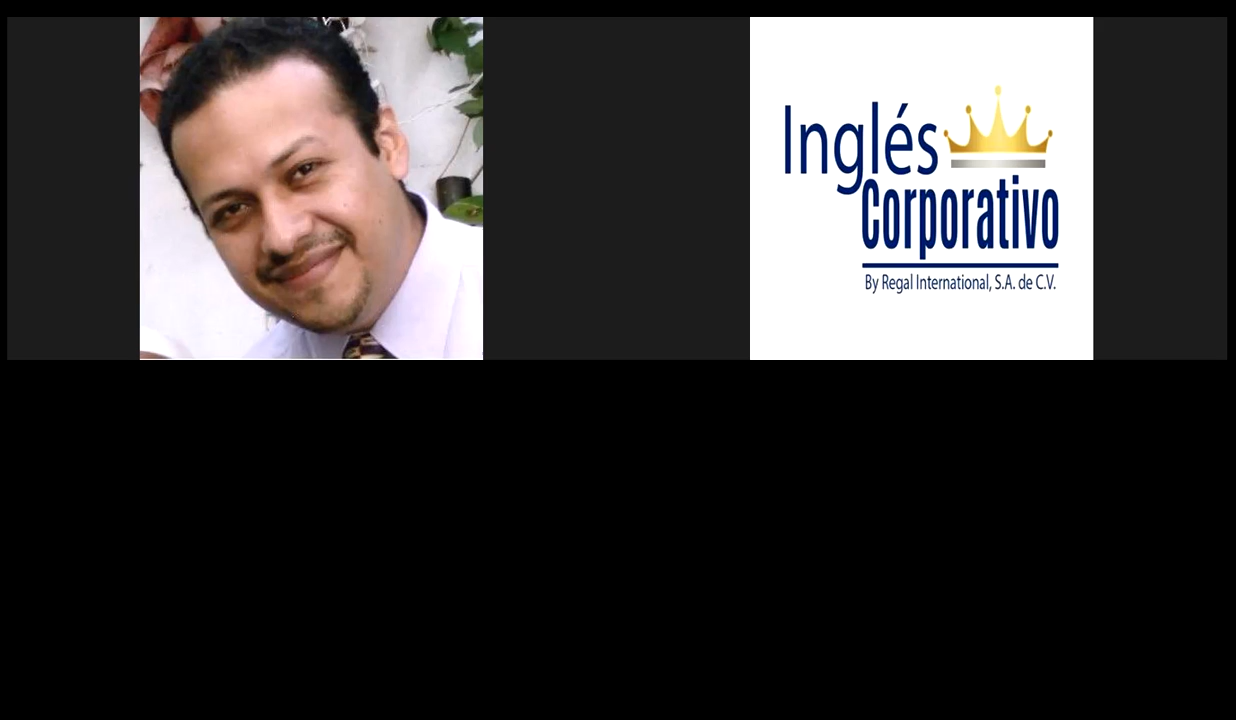 Inglés
Corporativo
By Regal International, S.A. de C.V.